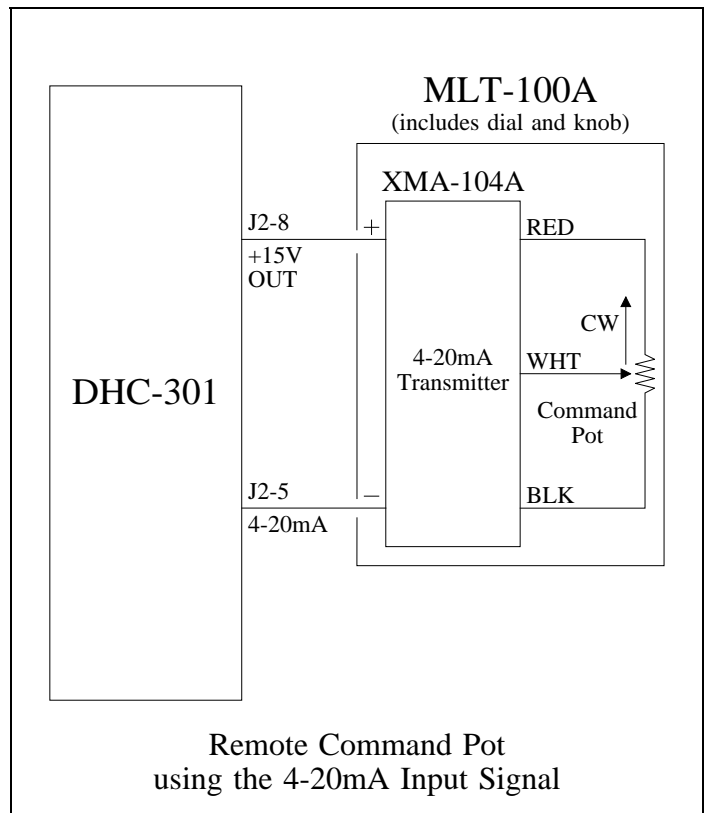 MLT-100A
(includes dial and knob)
XMA-104A
J2-8
+
RED
+15V
OUT
CW
DHC-301
4-20mA
Transmitter
WHT
Command
Pot
J2-5
−
BLK
4-20mA
Remote Command Pot
using the 4-20mA Input Signal